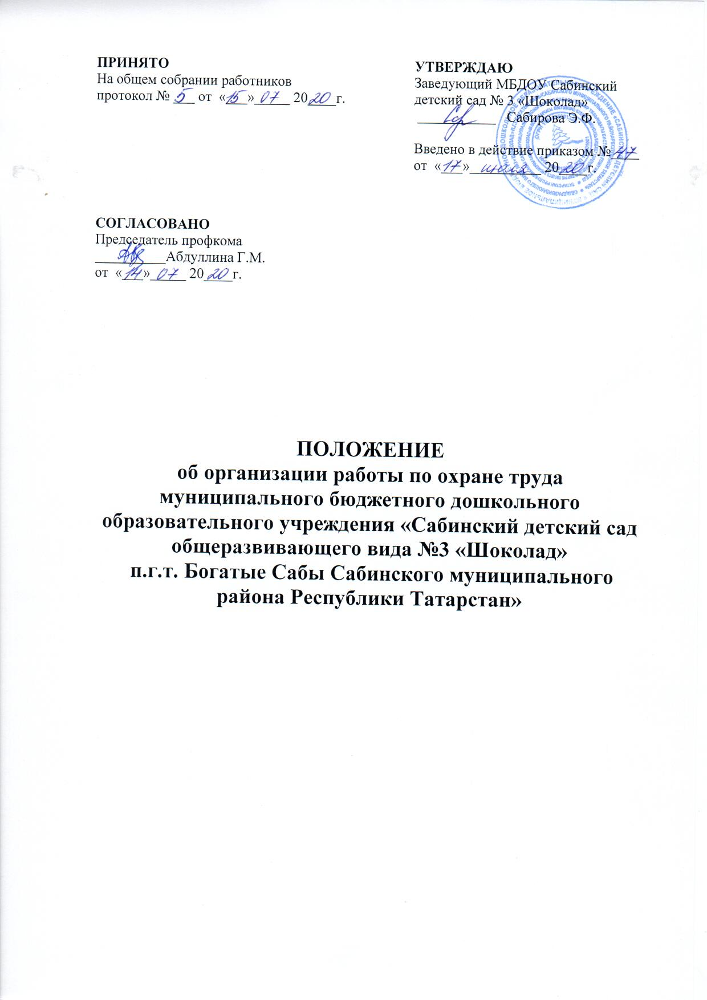 ПРИНЯТО
На общем собрании работников
протокол № 5 от «15» 07 2020 г.
УТВЕРЖДАЮ
Заведующий МБДОУ Сабинский
детский сад № 3 «Шоколад»
Сабирова Э.Ф.
Введено в действие приказом № 47
от «17» июля 2020 г.
СОГЛАСОВАНО
Председатель профкома
Абдуллина Г.М.
от «14» 07 2020 г.
ПОЛОЖЕНИЕ
об организации работы по охране труда
муниципального бюджетного дошкольного
образовательного учреждения «Сабинский детский сад
общеразвивающего вида №3 «Шоколад»
п.г.т. Богатые Сабы Сабинского муниципального
района Республики Татарстан»